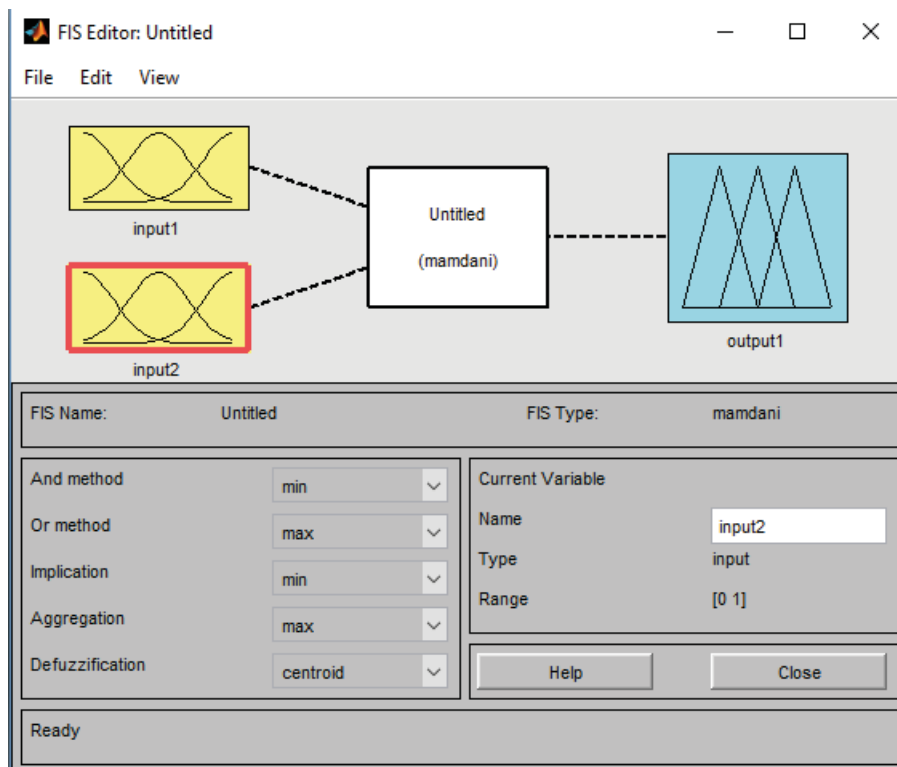 FIS Editor: Untitled
File Edit View
input1
input2
Untitled
(mamdani)
output1
FIS Name: Untitled FIS Type: mamdani
And method min
Or method max
Implication min
Aggregation max
Defuzzification centroid
Current Variable
Name input2
Type input
Range [0 1]
Help Close
Ready